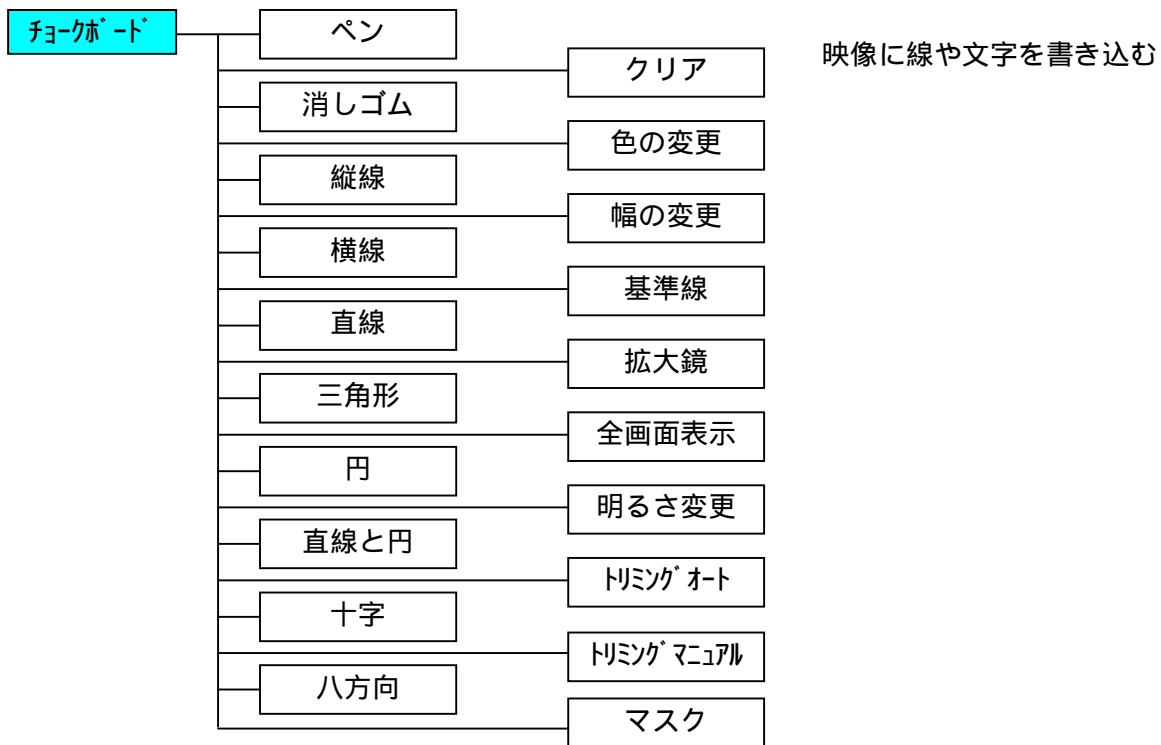 ﾁｮｰｸﾎﾞｰﾄﾞ
ペン
映像に線や文字を書き込む
クリア
消しゴム
色の変更
縦線
幅の変更
横線
基準線
直線
拡大鏡
三角形
全画面表示
円
明るさ変更
直線と円
ﾄﾘﾐﾝｸﾞｵｰﾄ
十字
ﾄﾘﾐﾝｸﾞﾏﾆｭｱﾙ
八方向
マスク